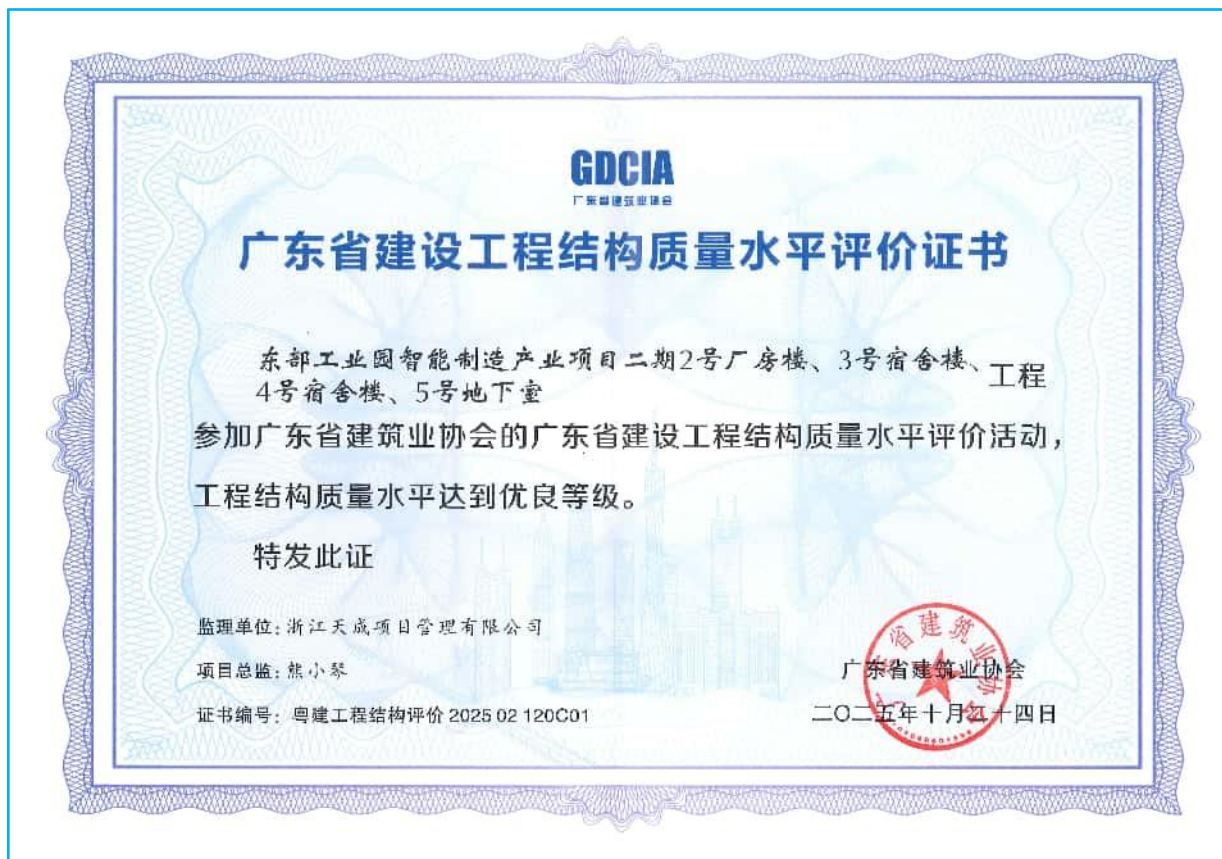 GDCIA
广东省建筑业协会
广东省建设工程结构质量水平评价证书
东部工业园智能制造产业项目二期2号厂房楼、3号宿舍楼、
4号宿舍楼、5号地下室
工程
参加广东省建筑业协会的广东省建设工程结构质量水平评价活动，
工程结构质量水平达到优良等级。
特发此证
监理单位：浙江天成项目管理有限公司
项目总监：熊小琴
证书编号：粤建工程结构评价 2025 02 120C01
广东省建筑业协会
二〇二五年十月二十四日
广东省建筑业协会